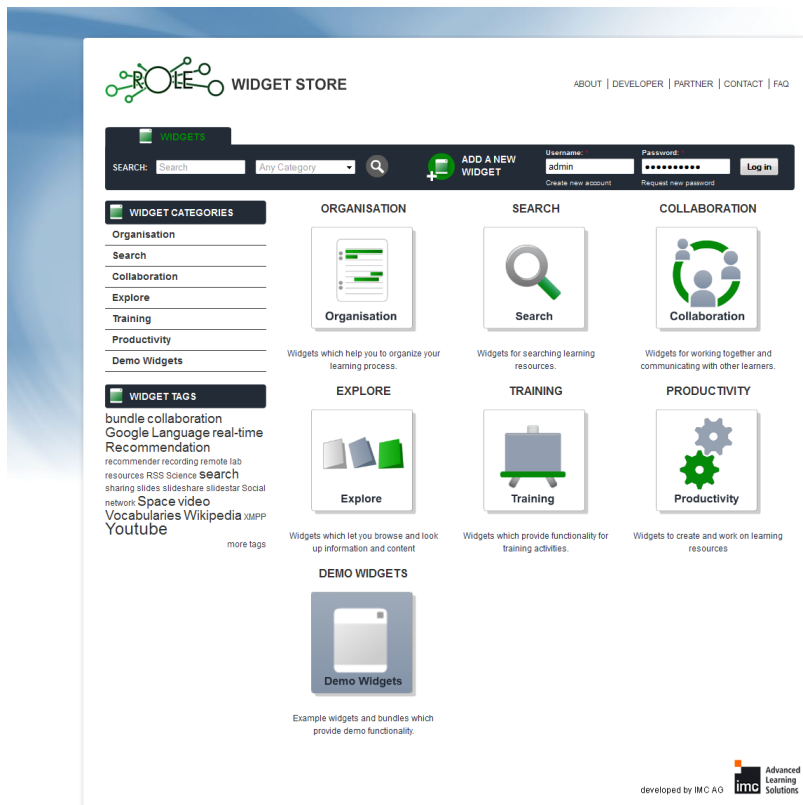 ROLE WIDGET STORE
ABOUT | DEVELOPER | PARTNER | CONTACT | FAQ
WIDGETS
SEARCH: Search Any Category
ADD A NEW
WIDGET
Username: *
admin
Create new account
Password: *
••••••••••
Request new password
Log in
WIDGET CATEGORIES
Organisation
Search
Collaboration
Explore
Training
Productivity
Demo Widgets
WIDGET TAGS
bundle collaboration
Google Language real-time
Recommendation
recommender recording remote lab
resources RSS Science search
sharing slides slideshare slidestar Social
network Space video
Vocabularies Wikipedia XMPP
Youtube
more tags
ORGANISATION
Organisation
Widgets which help you to organize your
learning process.
SEARCH
Search
Widgets for searching learning
resources.
COLLABORATION
Collaboration
Widgets for working together and
communicating with other learners.
EXPLORE
Explore
Widgets which let you browse and look
up information and content
TRAINING
Training
Widgets which provide functionality for
training activities.
PRODUCTIVITY
Productivity
Widgets to create and work on learning
resources
DEMO WIDGETS
Demo Widgets
Example widgets and bundles which
provide demo functionality.
developed by IMC AG
imc
Advanced
Learning
Solutions